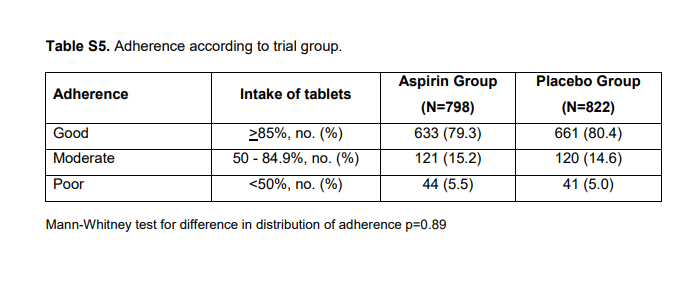 Table S5. Adherence according to trial group.
Adherence Intake of tablets Aspirin Group (N=798) Placebo Group (N=822)
Good ≥85%, no. (%) 633 (79.3) 661 (80.4)
Moderate 50 - 84.9%, no. (%) 121 (15.2) 120 (14.6)
Poor <50%, no. (%) 44 (5.5) 41 (5.0)
Mann-Whitney test for difference in distribution of adherence p=0.89